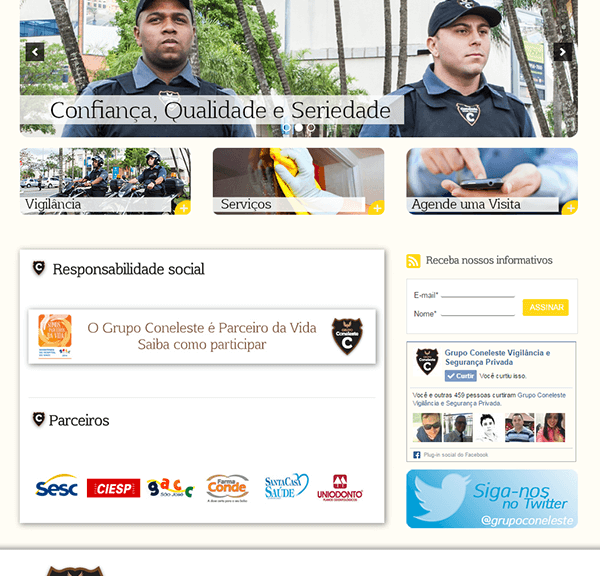 Confiança, Qualidade e Seriedade
Vigilância
Serviços
Agende uma Visita
Responsabilidade social
O Grupo Coneleste é Parceiro da Vida
Saiba como participar
GRUPO
Coneleste
C
Parceiros
Sesc
CIESP
gacc
São José
Farma
Conde
SANTA CASA
SAÚDE
UNIODONTO
PLANOS ODONTOLÓGICOS
Receba nossos informativos
E-mail*
Nome*
ASSINAR
Grupo Coneleste Vigilância e
Segurança Privada
Curtir
Você curtiu isso.
Você e outras 459 pessoas curtiram Grupo Coneleste
Vigilância e Segurança Privada.
Plug-in social do Facebook
Siga-nos
no Twitter
@grupoconeleste